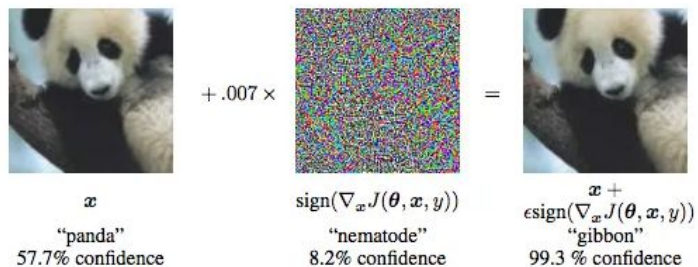 + .007 ×
=
x
“panda”
57.7% confidence
sign(∇ₓJ(θ, x, y))
“nematode”
8.2% confidence
x +
ϵsign(∇ₓJ(θ, x, y))
“gibbon”
99.3 % confidence